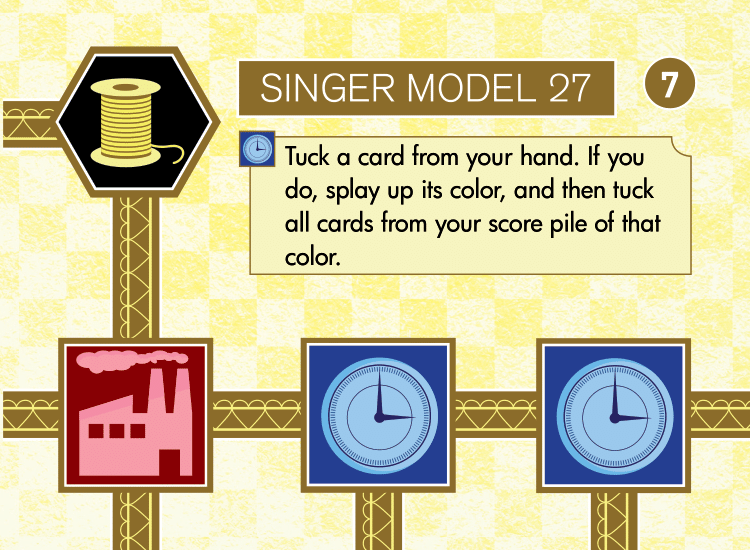 SINGER MODEL 27
7
Tuck a card from your hand. If you
do, splay up its color, and then tuck
all cards from your score pile of that
color.